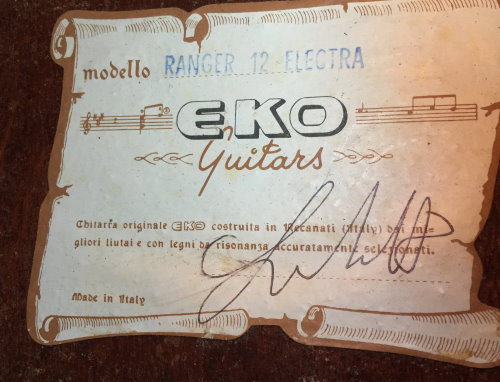 modello RANGER 12 ELECTRA
EKO
Guitars
Chitarra originale EKO costruita in Recanati (Italy) dai mi-
gliori liutai e con legni da risonanza accuratamente selezionati.
Made in Italy